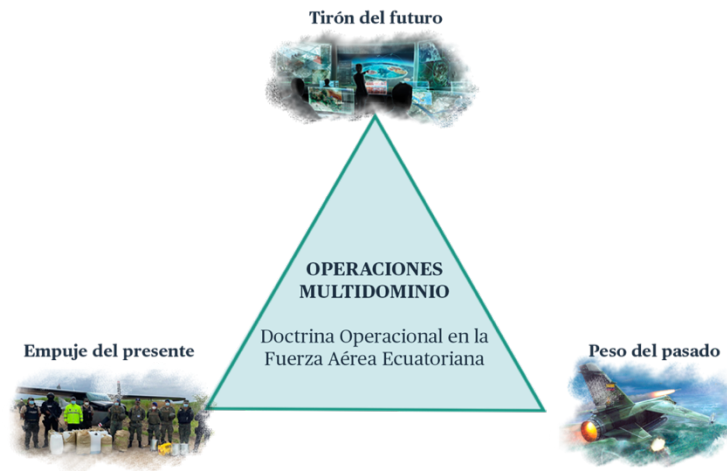 Tirón del futuro
OPERACIONES
MULTIDOMINIO
Doctrina Operacional en la
Fuerza Aérea Ecuatoriana
Empuje del presente
Peso del pasado